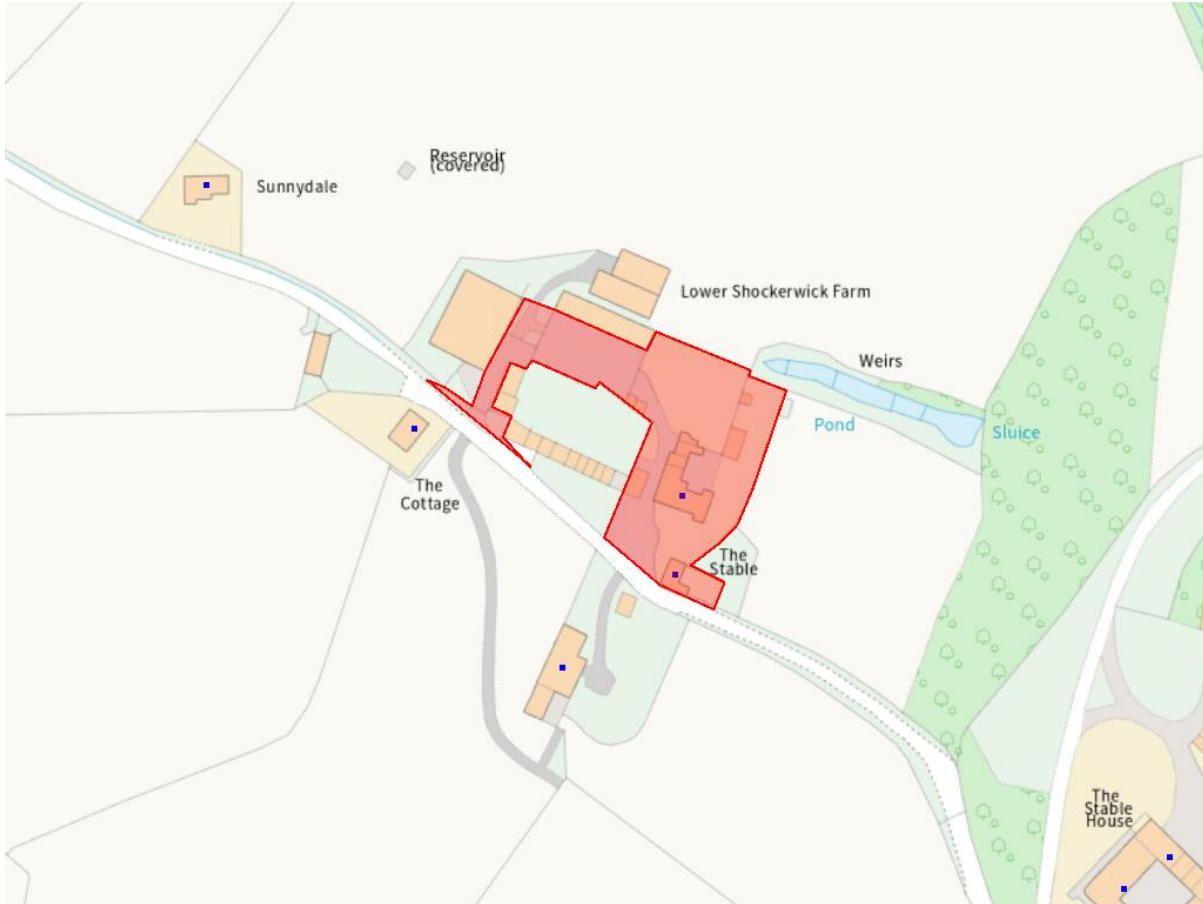 Reservoir
(covered)
Sunnydale
Lower Shockerwick Farm
Weirs
Pond
Sluice
The
Cottage
The
Stable
The
Stable
House